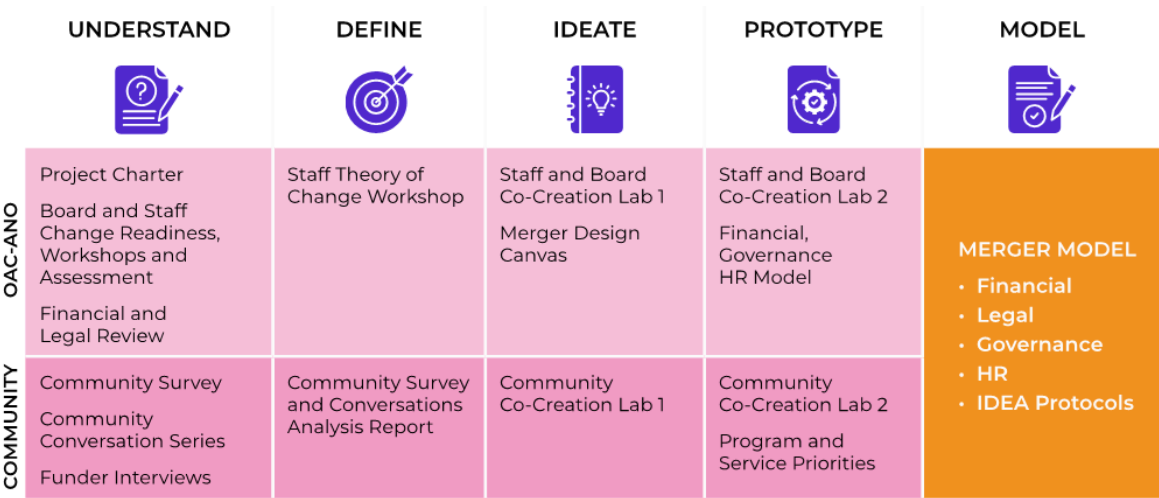 UNDERSTAND
DEFINE
IDEATE
PROTOTYPE
MODEL
?
OAC-ANO
Project Charter
Board and Staff
Change Readiness,
Workshops and
Assessment
Financial and
Legal Review
Staff Theory of
Change Workshop
Staff and Board
Co-Creation Lab 1
Merger Design
Canvas
Staff and Board
Co-Creation Lab 2
Financial,
Governance
HR Model
MERGER MODEL
• Financial
• Legal
• Governance
• HR
• IDEA Protocols
COMMUNITY
Community Survey
Community
Conversation Series
Funder Interviews
Community Survey
and Conversations
Analysis Report
Community
Co-Creation Lab 1
Community
Co-Creation Lab 2
Program and
Service Priorities